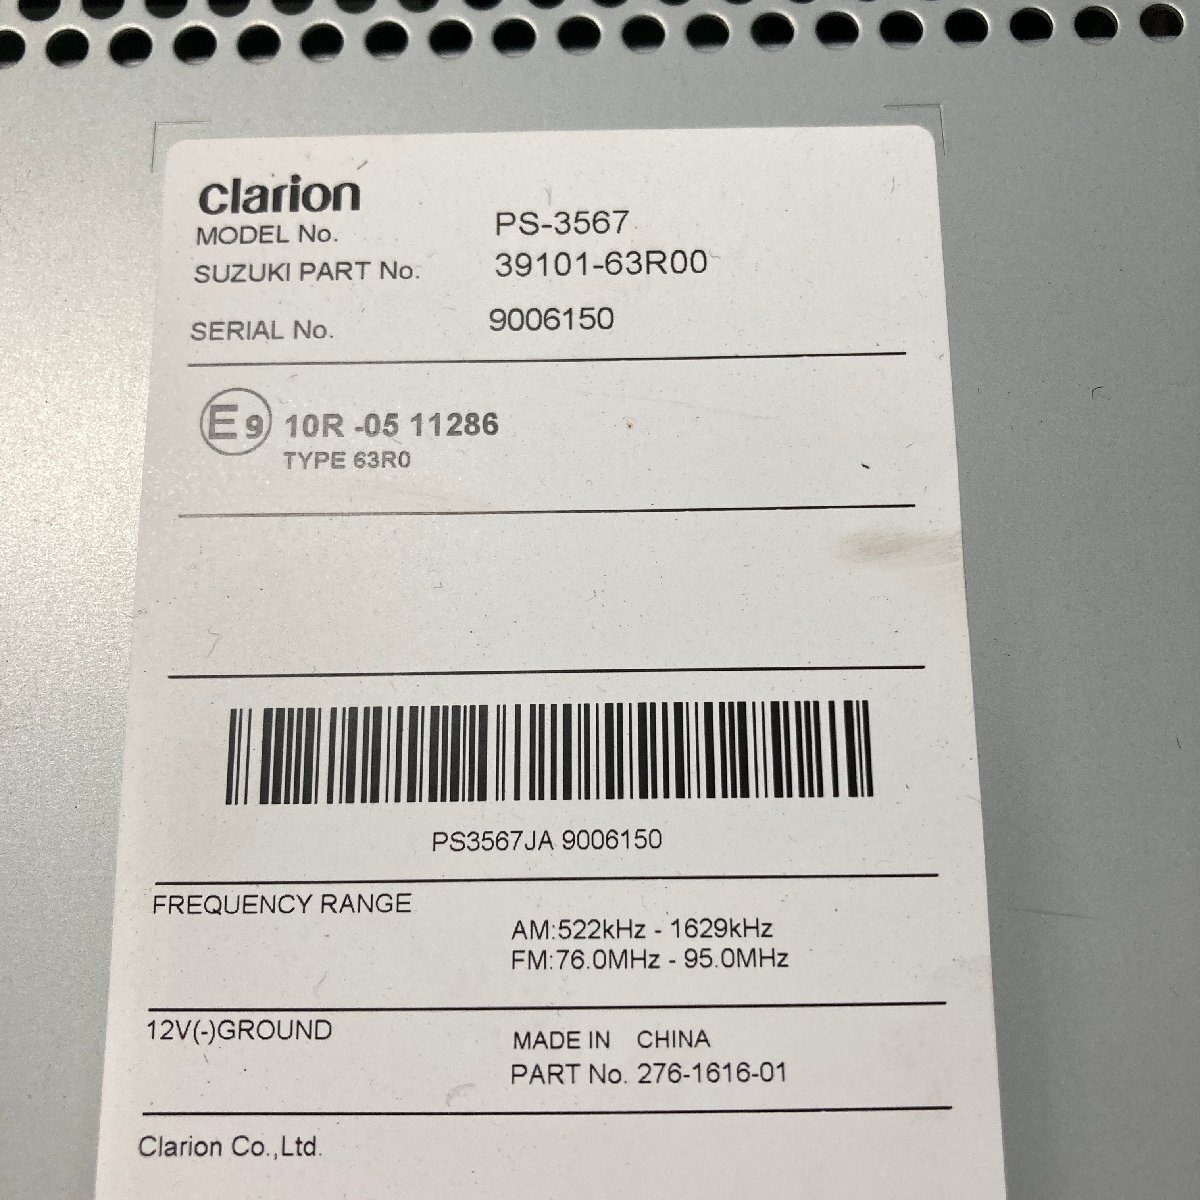 clarion
MODEL No. PS-3567
SUZUKI PART No. 39101-63R00
SERIAL No. 9006150
E9 10R -05 11286
TYPE 63R0
PS3567JA 9006150
FREQUENCY RANGE
AM:522kHz - 1629kHz
FM:76.0MHz - 95.0MHz
12V(-)GROUND MADE IN CHINA
PART No. 276-1616-01
Clarion Co.,Ltd.